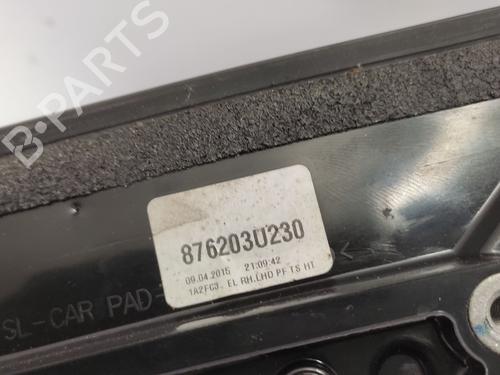 B-PARTS
876203U230
09.04.2015 21:09:42
1A2FC3. EL RH.LHD PF TS HT
SL-CAR PAD-